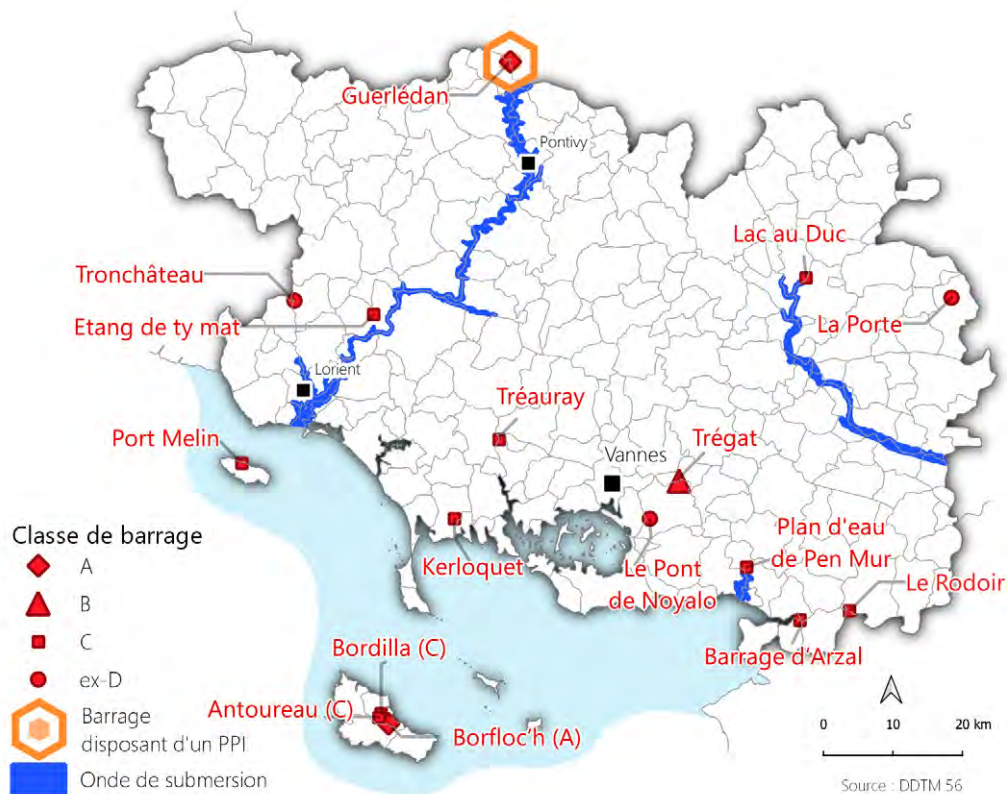 Guerlédan
Pontivy
Lac au Duc
Tronchâteau
Etang de ty mat
La Porte
Lorient
Tréauray
Port Melin
Vannes
Trégat
Classe de barrage
A
B
C
ex-D
Barrage
disposant d'un PPI
Onde de submersion
Kerloquet
Le Pont
de Noyalo
Plan d'eau
de Pen Mur
Le Rodoir
Barrage d'Arzal
Bordilla (C)
Antoureau (C)
Borfloc'h (A)
0 10 20 km
Source : DDTM 56